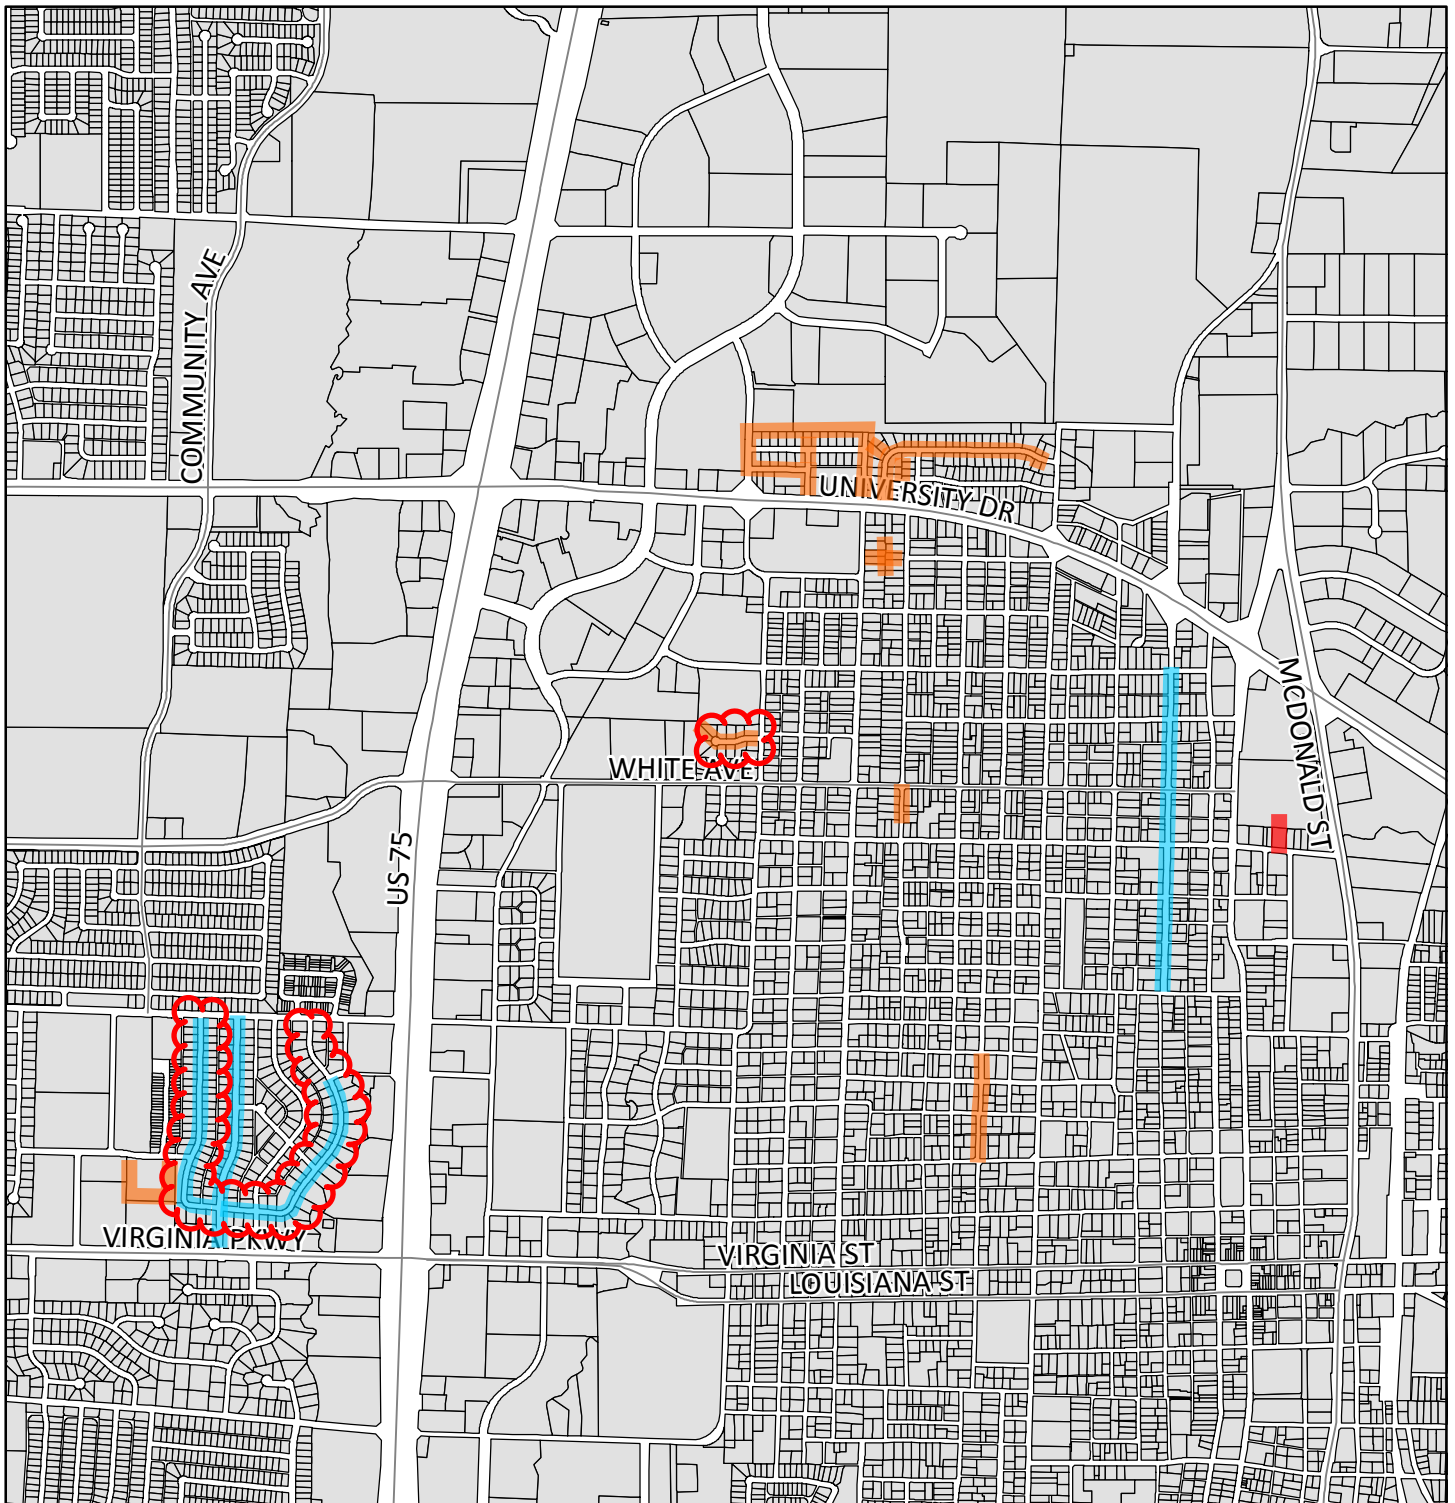 COMMUNITY AVE
UNIVERSITY DR
MCDONALD ST
WHITE AVE
US-75
VIRGINIA PKWY
VIRGINIA ST
LOUISIANA ST